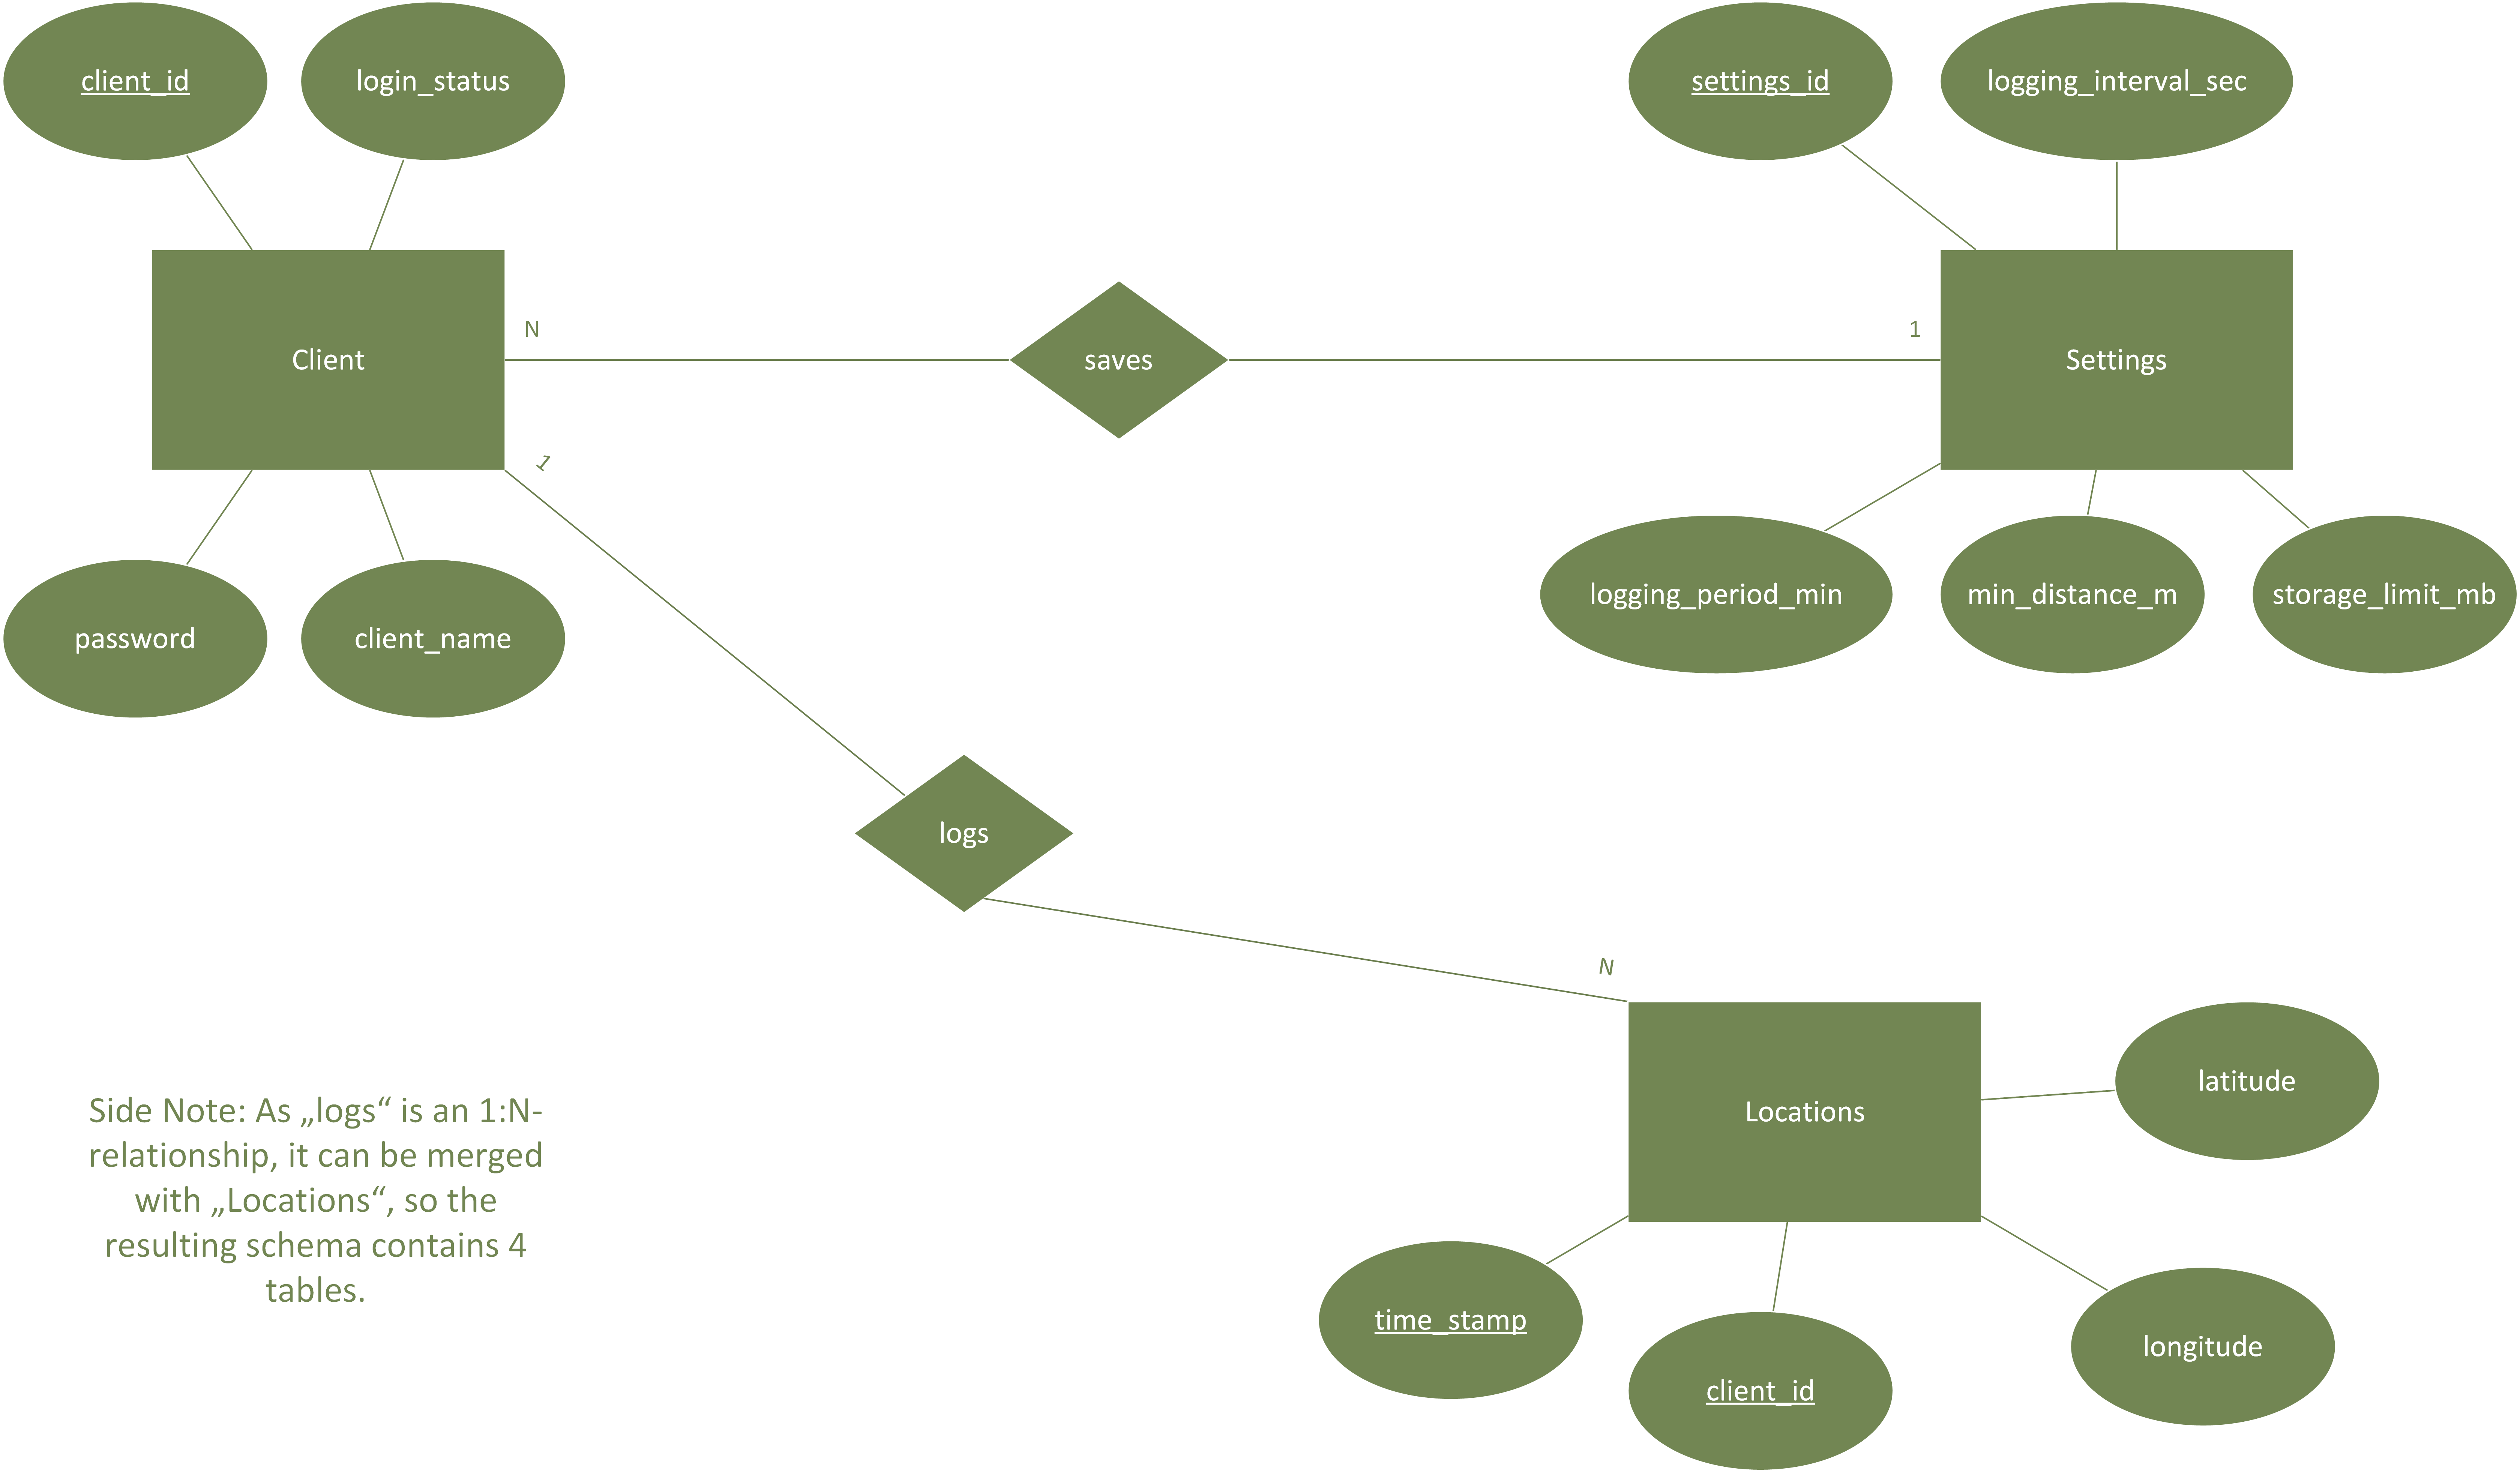 client_id
login_status
settings_id
logging_interval_sec
N
1
Client
saves
Settings
1
logging_period_min
min_distance_m
storage_limit_mb
password
client_name
logs
N
latitude
Locations
Side Note: As „logs“ is an 1:N-
relationship, it can be merged
with „Locations“, so the
resulting schema contains 4
tables.
time_stamp
longitude
client_id